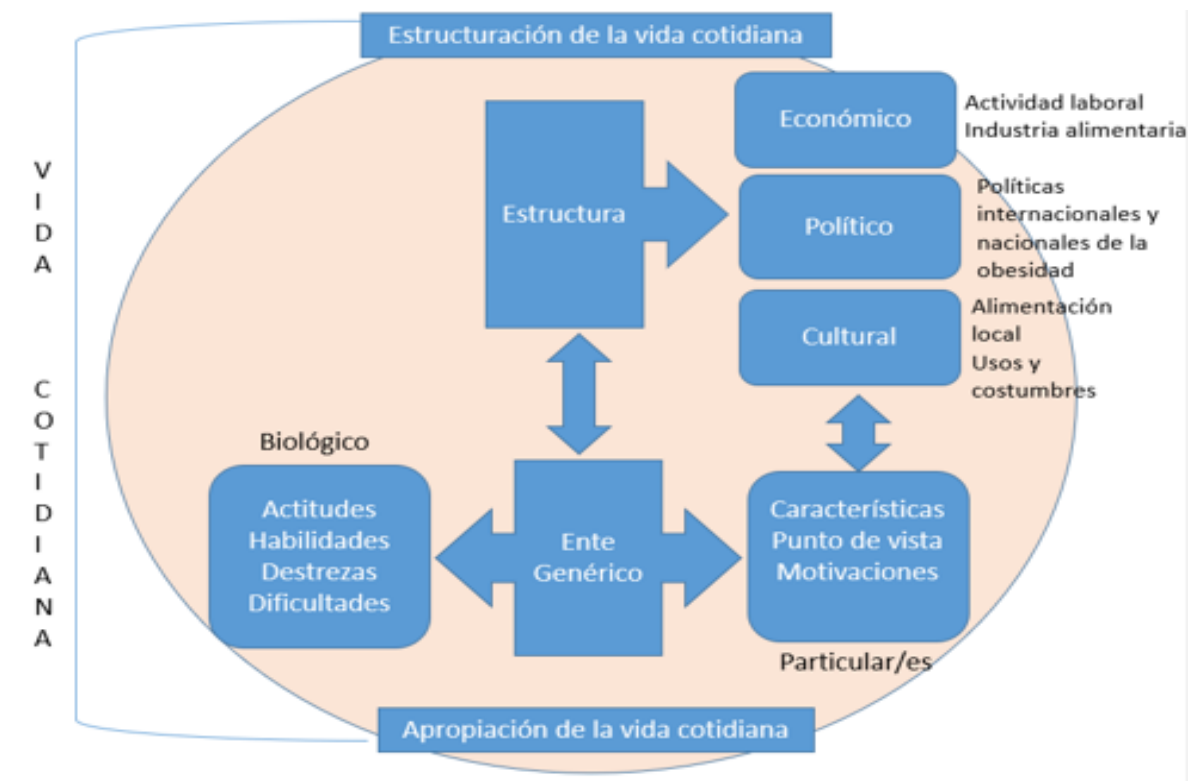 Estructuración de la vida cotidiana
VIDA
COTIDIANA
Estructura
Económico
Actividad laboral
Industria alimentaria
Político
Políticas
internacionales y
nacionales de la
obesidad
Cultural
Alimentación
local
Usos y
costumbres
Biológico
Actitudes
Habilidades
Destrezas
Dificultades
Ente
Genérico
Características
Punto de vista
Motivaciones
Particular/es
Apropiación de la vida cotidiana